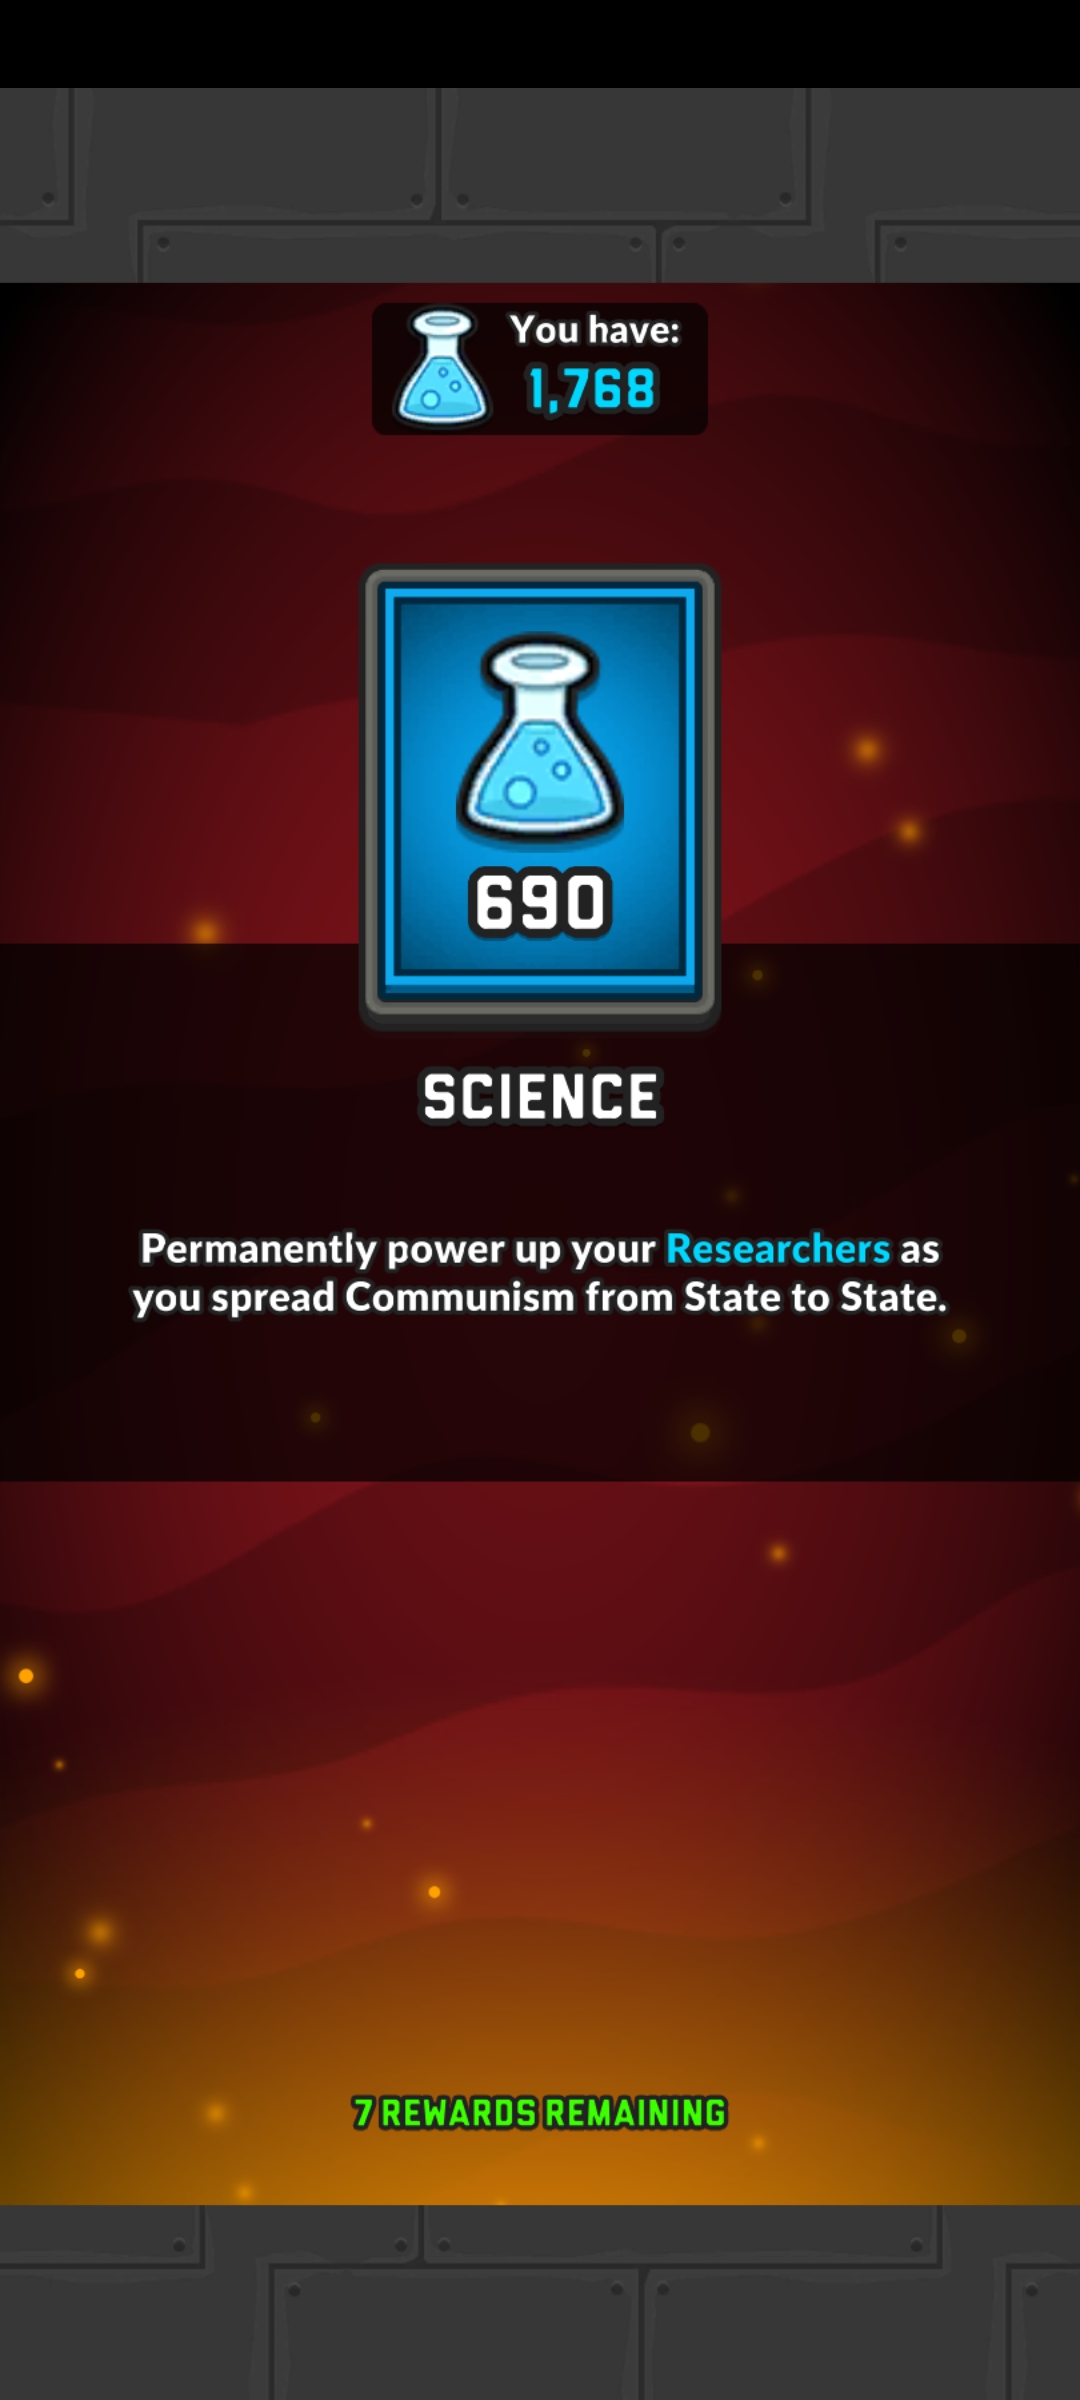 You have:
1,768
690
SCIENCE
Permanently power up your Researchers as
you spread Communism from State to State.
7 REWARDS REMAINING